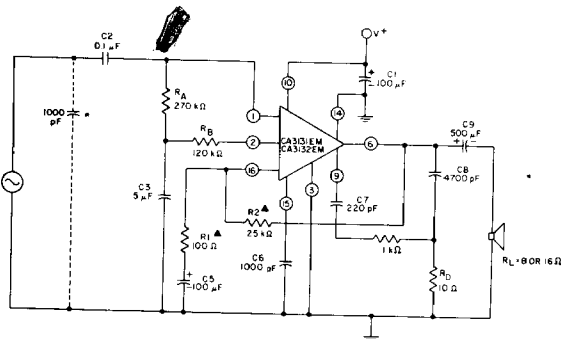 C2
0.1 µF
V+
1000
pF
*
RA
270 kΩ
10
+
C1
100 µF
1
14
RB
120 kΩ
2
CA3131EM
CA3132EM
6
C9
500 µF
+ -
16
C3
5 µF
15
3
9
C8
4700 pF
C7
220 pF
R2 ▲
25 kΩ
R1 ▲
100 Ω
1 kΩ
C6
1000 pF
C5
+
100 µF
RD
10 Ω
RL = 8 OR 16 Ω